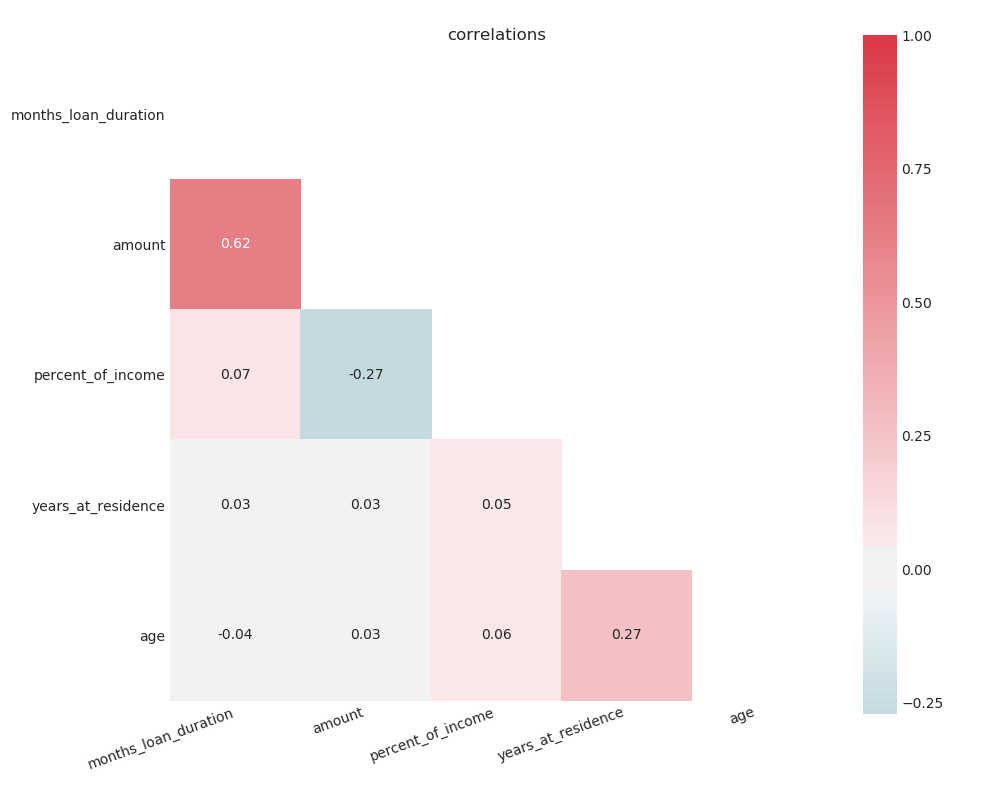 correlations
1.00
months_loan_duration
0.75
amount
0.62
0.50
percent_of_income
0.07
-0.27
0.25
years_at_residence
0.03
0.03
0.05
0.00
age
-0.04
0.03
0.06
0.27
−0.25
months_loan_duration
amount
percent_of_income
years_at_residence
age